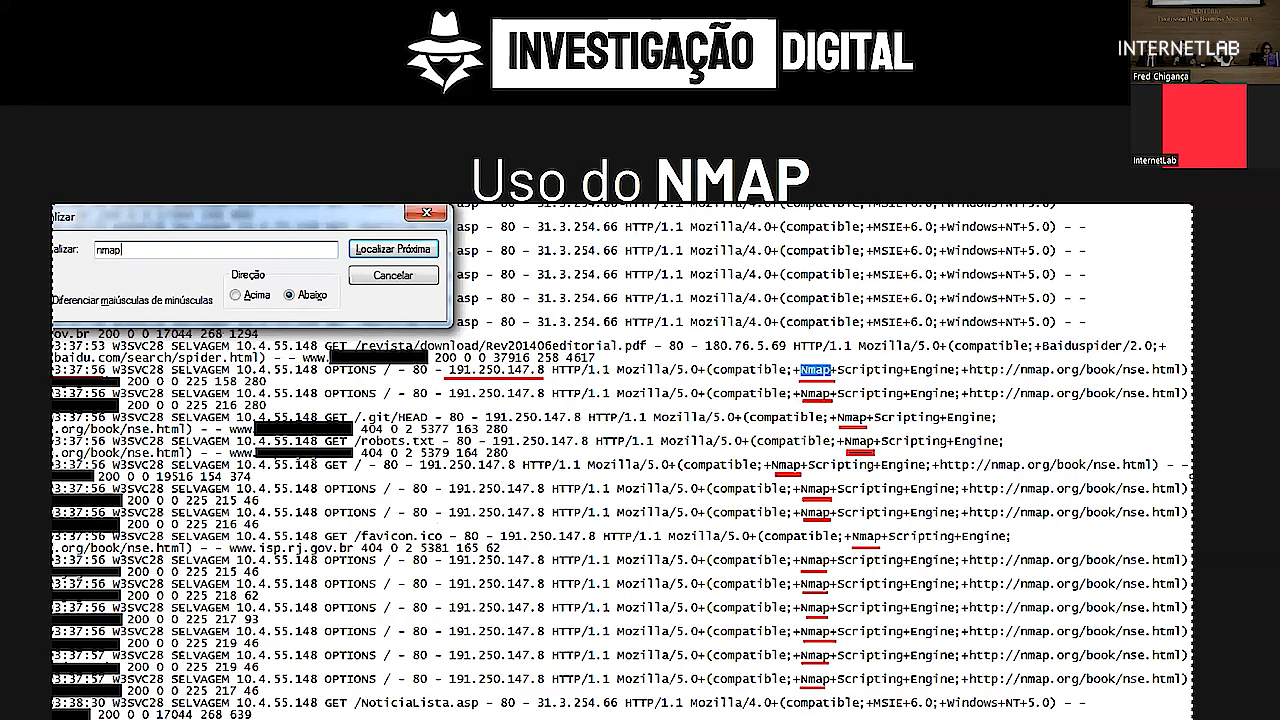 INVESTIGAÇÃO DIGITAL
INTERNETLAB
Fred Chigança
InternetLab
Uso do NMAP
lizar
alizar: nmap
Localizar Próxima
Cancelar
Direção
Acima Abaixo
Diferenciar maiúsculas de minúsculas
asp - 80 - 31.3.254.66 HTTP/1.1 Mozilla/4.0+(compatible;+MSIE+6.0;+Windows+NT+5.0) - -
asp - 80 - 31.3.254.66 HTTP/1.1 Mozilla/4.0+(compatible;+MSIE+6.0;+Windows+NT+5.0) - -
asp - 80 - 31.3.254.66 HTTP/1.1 Mozilla/4.0+(compatible;+MSIE+6.0;+Windows+NT+5.0) - -
asp - 80 - 31.3.254.66 HTTP/1.1 Mozilla/4.0+(compatible;+MSIE+6.0;+Windows+NT+5.0) - -
asp - 80 - 31.3.254.66 HTTP/1.1 Mozilla/4.0+(compatible;+MSIE+6.0;+Windows+NT+5.0) - -
gov.br 200 0 0 17044 268 1294
3:37:53 W3SVC28 SELVAGEM 10.4.55.148 GET /revista/download/Rev201406editorial.pdf - 80 - 180.76.5.69 HTTP/1.1 Mozilla/5.0+(compatible;+Baiduspider/2.0;+
baidu.com/search/spider.html) - - www. 200 0 0 37916 258 4617
3:37:56 W3SVC28 SELVAGEM 10.4.55.148 OPTIONS / - 80 - 191.250.147.8 HTTP/1.1 Mozilla/5.0+(compatible;+Nmap+Scripting+Engine;+http://nmap.org/book/nse.html)
200 0 0 225 158 280
3:37:56 W3SVC28 SELVAGEM 10.4.55.148 OPTIONS / - 80 - 191.250.147.8 HTTP/1.1 Mozilla/5.0+(compatible;+Nmap+Scripting+Engine;+http://nmap.org/book/nse.html)
200 0 0 225 216 280
3:37:56 W3SVC28 SELVAGEM 10.4.55.148 GET /.git/HEAD - 80 - 191.250.147.8 HTTP/1.1 Mozilla/5.0+(compatible;+Nmap+Scripting+Engine;
.org/book/nse.html) - - www. 404 0 2 5377 163 280
3:37:56 W3SVC28 SELVAGEM 10.4.55.148 GET /robots.txt - 80 - 191.250.147.8 HTTP/1.1 Mozilla/5.0+(compatible;+Nmap+Scripting+Engine;
.org/book/nse.html) - - www. 404 0 2 5379 164 280
3:37:56 W3SVC28 SELVAGEM 10.4.55.148 GET / - 80 - 191.250.147.8 HTTP/1.1 Mozilla/5.0+(compatible;+Nmap+Scripting+Engine;+http://nmap.org/book/nse.html) - -
200 0 0 19516 154 374
3:37:56 W3SVC28 SELVAGEM 10.4.55.148 OPTIONS / - 80 - 191.250.147.8 HTTP/1.1 Mozilla/5.0+(compatible;+Nmap+Scripting+Engine;+http://nmap.org/book/nse.html)
200 0 0 225 215 46
3:37:56 W3SVC28 SELVAGEM 10.4.55.148 OPTIONS / - 80 - 191.250.147.8 HTTP/1.1 Mozilla/5.0+(compatible;+Nmap+Scripting+Engine;+http://nmap.org/book/nse.html)
200 0 0 225 216 46
3:37:56 W3SVC28 SELVAGEM 10.4.55.148 GET /favicon.ico - 80 - 191.250.147.8 HTTP/1.1 Mozilla/5.0+(compatible;+Nmap+Scripting+Engine;
.org/book/nse.html) - - www.isp.rj.gov.br 404 0 2 5381 165 62
3:37:56 W3SVC28 SELVAGEM 10.4.55.148 OPTIONS / - 80 - 191.250.147.8 HTTP/1.1 Mozilla/5.0+(compatible;+Nmap+Scripting+Engine;+http://nmap.org/book/nse.html)
200 0 0 225 215 46
3:37:56 W3SVC28 SELVAGEM 10.4.55.148 OPTIONS / - 80 - 191.250.147.8 HTTP/1.1 Mozilla/5.0+(compatible;+Nmap+Scripting+Engine;+http://nmap.org/book/nse.html)
200 0 0 225 218 62
3:37:56 W3SVC28 SELVAGEM 10.4.55.148 OPTIONS / - 80 - 191.250.147.8 HTTP/1.1 Mozilla/5.0+(compatible;+Nmap+Scripting+Engine;+http://nmap.org/book/nse.html)
200 0 0 225 217 93
3:37:56 W3SVC28 SELVAGEM 10.4.55.148 OPTIONS / - 80 - 191.250.147.8 HTTP/1.1 Mozilla/5.0+(compatible;+Nmap+Scripting+Engine;+http://nmap.org/book/nse.html)
200 0 0 225 219 46
3:37:57 W3SVC28 SELVAGEM 10.4.55.148 OPTIONS / - 80 - 191.250.147.8 HTTP/1.1 Mozilla/5.0+(compatible;+Nmap+Scripting+Engine;+http://nmap.org/book/nse.html)
200 0 0 225 219 46
3:37:57 W3SVC28 SELVAGEM 10.4.55.148 OPTIONS / - 80 - 191.250.147.8 HTTP/1.1 Mozilla/5.0+(compatible;+Nmap+Scripting+Engine;+http://nmap.org/book/nse.html)
200 0 0 225 217 46
3:38:30 W3SVC28 SELVAGEM 10.4.55.148 GET /NoticiaLista.asp - 80 - 31.3.254.66 HTTP/1.1 Mozilla/4.0+(compatible;+MSIE+6.0;+Windows+NT+5.0) - -
200 0 0 17044 268 639